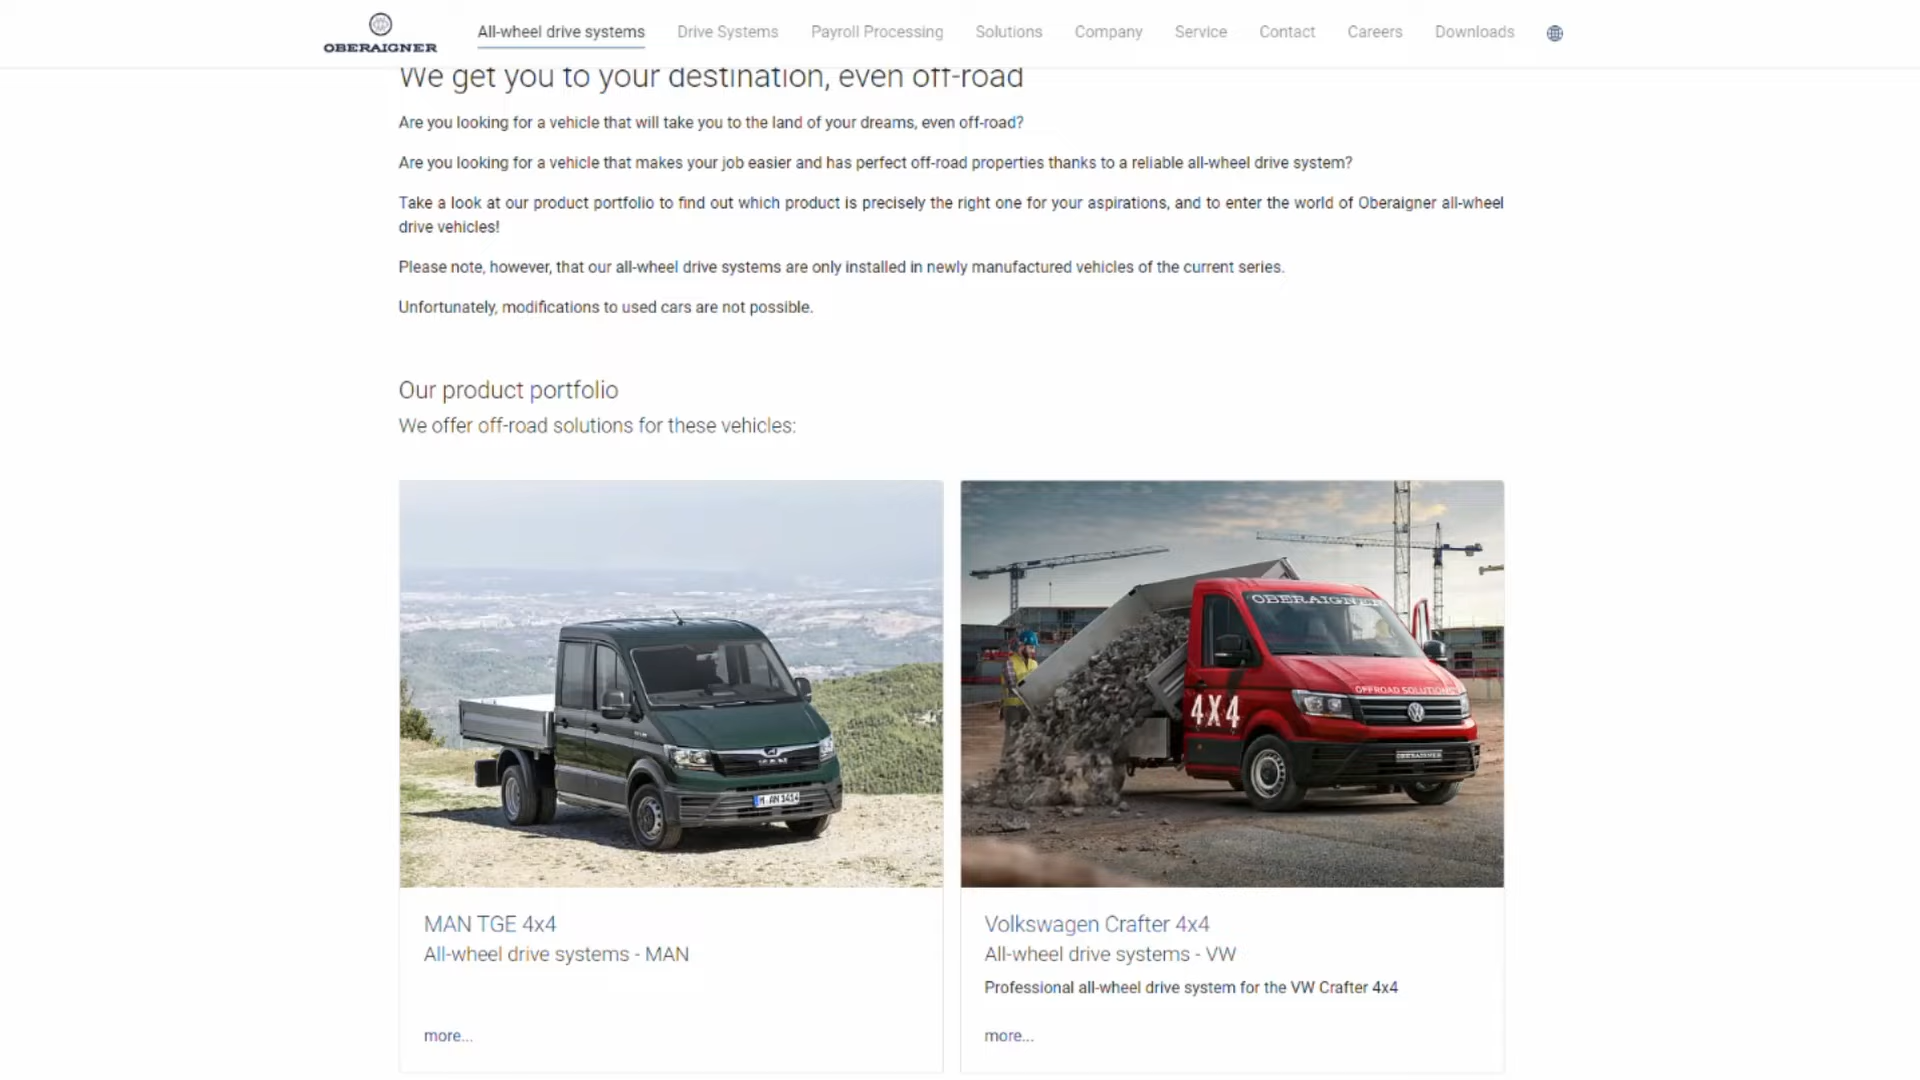 OBERAIGNER
All-wheel drive systems
Drive Systems
Payroll Processing
Solutions
Company
Service
Contact
Careers
Downloads
We get you to your destination, even off-road
Are you looking for a vehicle that will take you to the land of your dreams, even off-road?
Are you looking for a vehicle that makes your job easier and has perfect off-road properties thanks to a reliable all-wheel drive system?
Take a look at our product portfolio to find out which product is precisely the right one for your aspirations, and to enter the world of Oberaigner all-wheel
drive vehicles!
Please note, however, that our all-wheel drive systems are only installed in newly manufactured vehicles of the current series.
Unfortunately, modifications to used cars are not possible.
Our product portfolio
We offer off-road solutions for these vehicles:
MAN
M-AN 1414
OBERAIGNER
OFFROAD SOLUTIONS
4X4
OBERAIGNER
MAN TGE 4x4
All-wheel drive systems - MAN
more...
Volkswagen Crafter 4x4
All-wheel drive systems - VW
Professional all-wheel drive system for the VW Crafter 4x4
more...